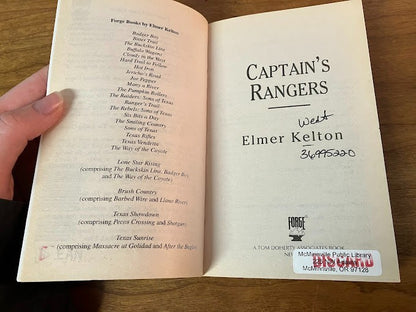 Forge Books by Elmer Kelton
Badger Boy
Bitter Trail
The Buckskin Line
Buffalo Wagons
Cloudy in the West
Hard Trail to Follow
Hot Iron
Jericho's Road
Joe Pepper
Many a River
The Pumpkin Rollers
The Raiders: Sons of Texas
Ranger's Trail
The Rebels: Sons of Texas
Six Bits a Day
The Smiling Country
Sons of Texas
Texas Rifles
Texas Vendetta
The Way of the Coyote
Lone Star Rising
(comprising The Buckskin Line, Badger Boy,
and The Way of the Coyote)
Brush Country
(comprising Barbed Wire and Llano River)
Texas Showdown
(comprising Pecos Crossing and Shotgun)
Texas Sunrise
(comprising Massacre at Goliad and After the Bugles)
CAPTAIN'S
RANGERS
West
Elmer Kelton
36995220
FORGE
A TOM DOHERTY ASSOCIATES BOOK
McMinnville Public Library
DISCARD
McMinnville, OR 97128